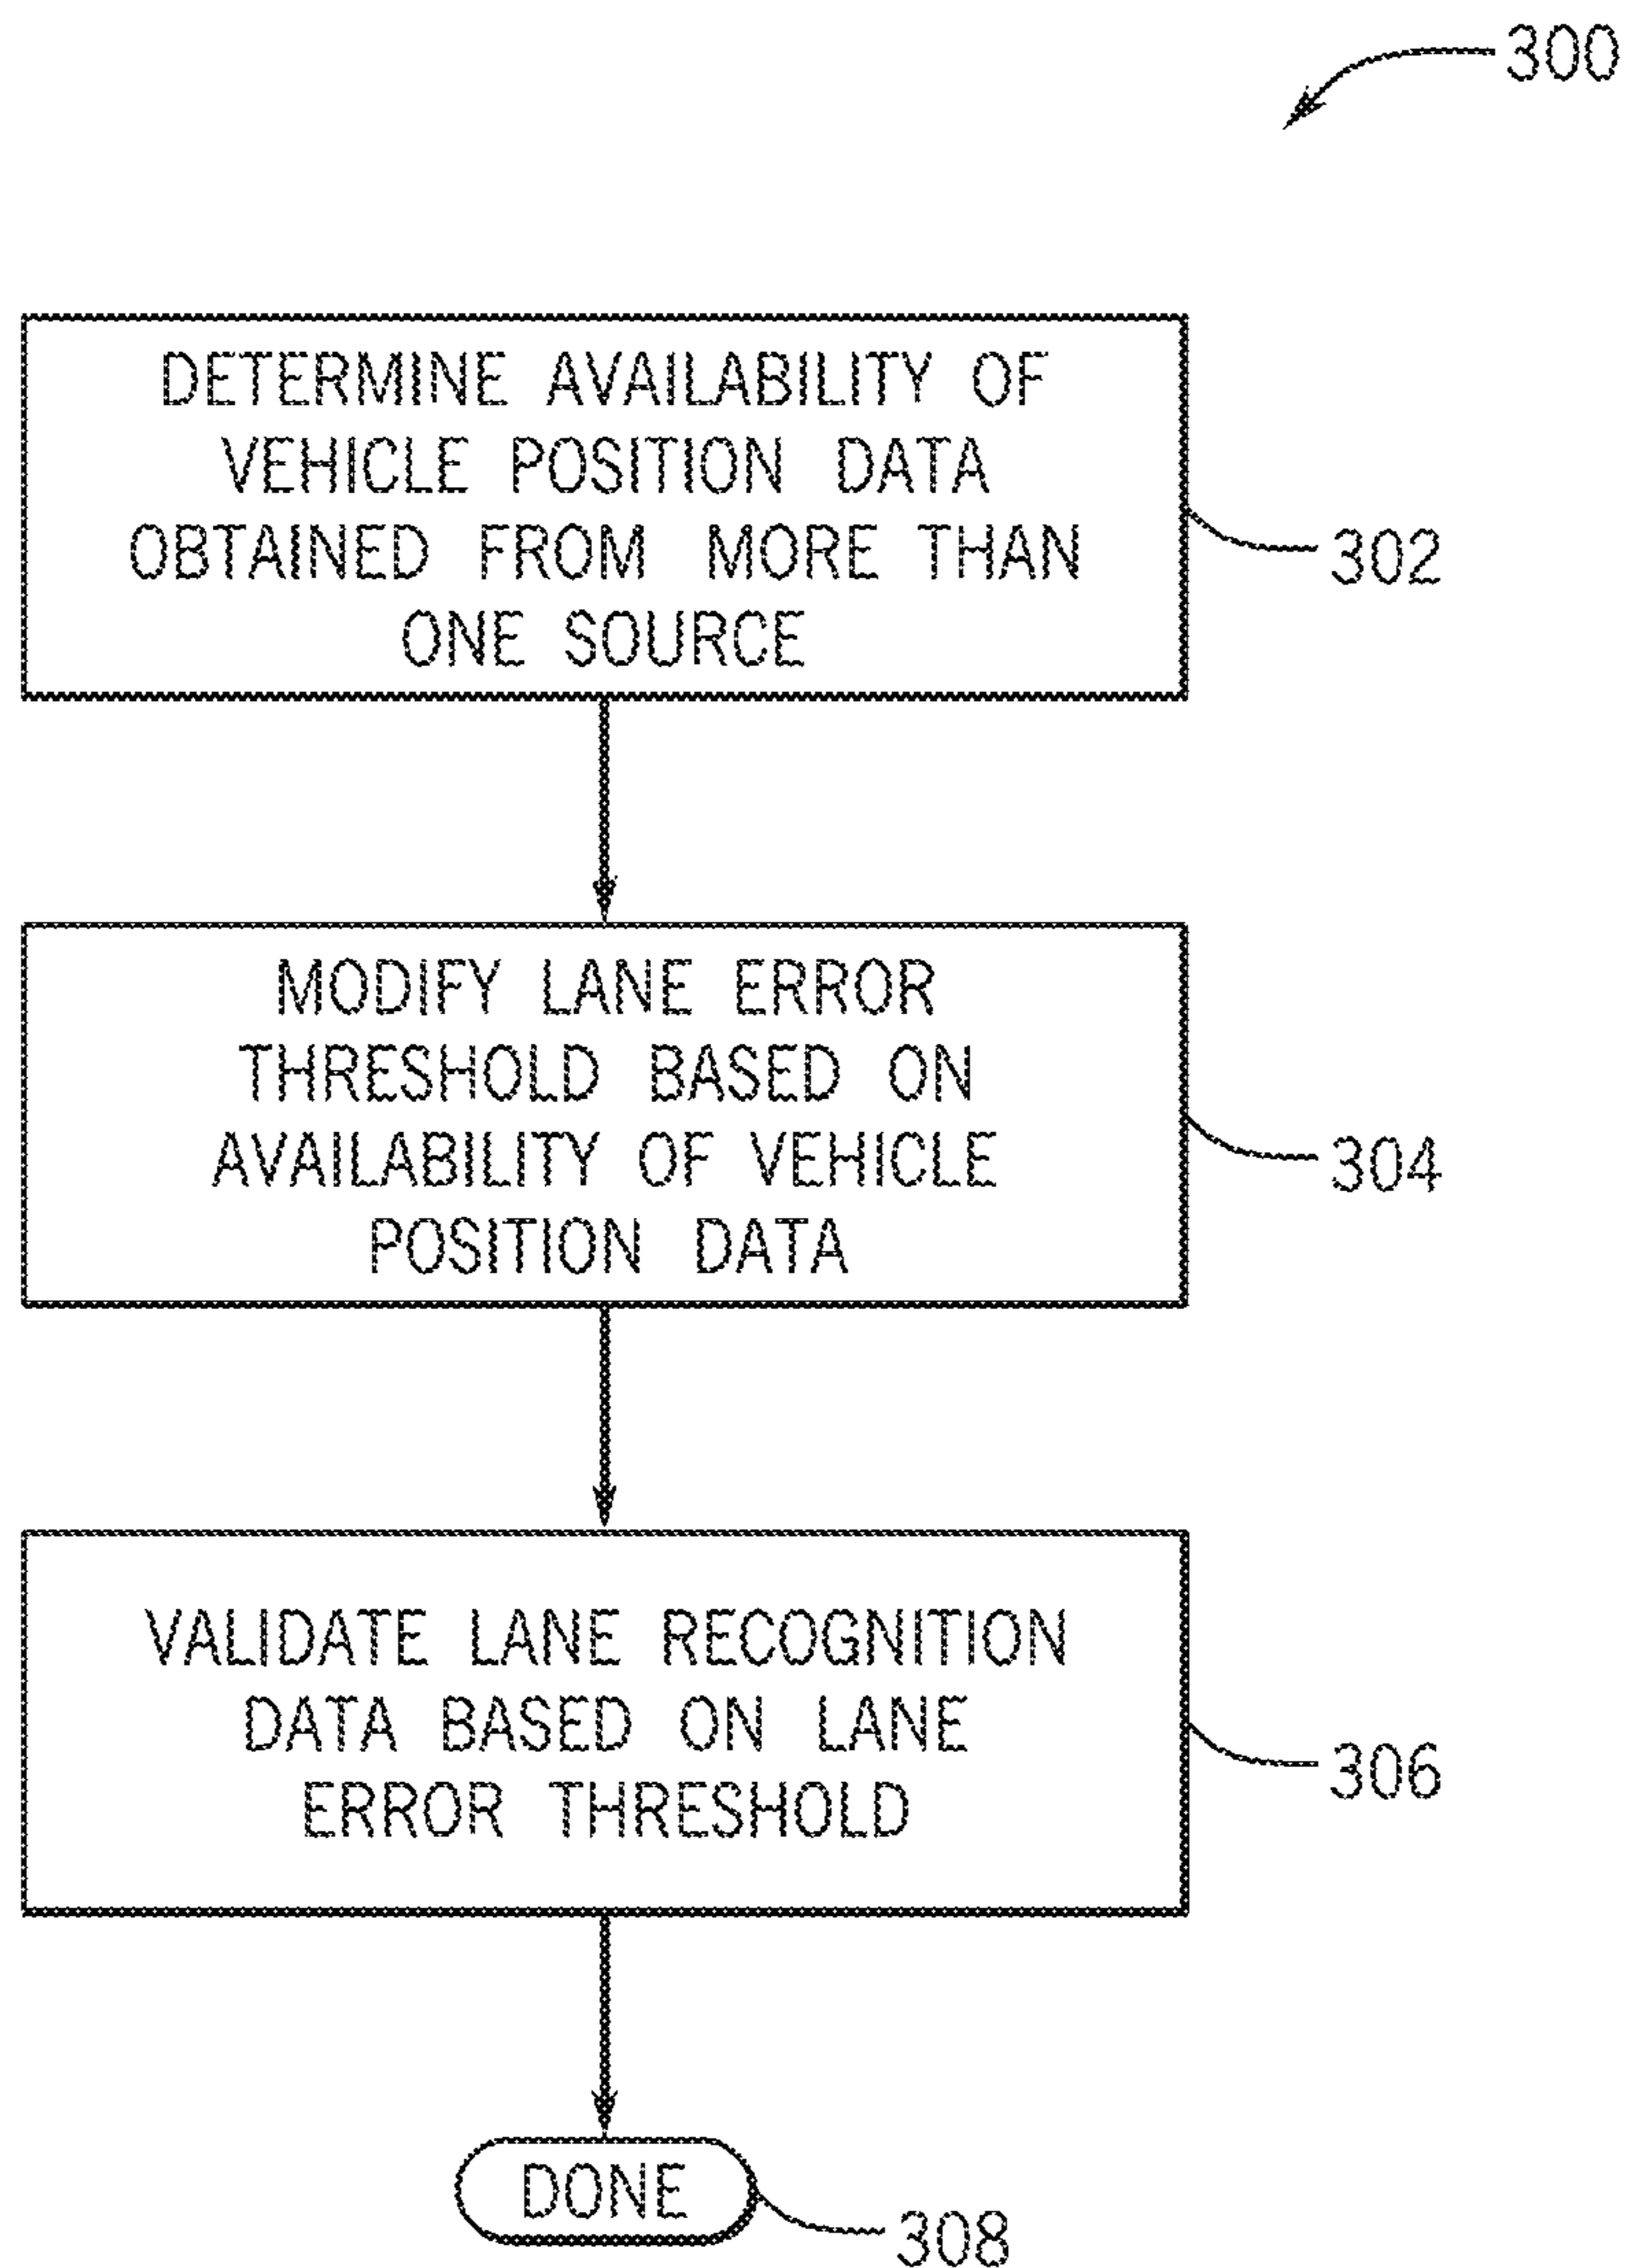 300
DETERMINE AVAILABILITY OF
VEHICLE POSITION DATA
OBTAINED FROM MORE THAN
ONE SOURCE
302
MODIFY LANE ERROR
THRESHOLD BASED ON
AVAILABILITY OF VEHICLE
POSITION DATA
304
VALIDATE LANE RECOGNITION
DATA BASED ON LANE
ERROR THRESHOLD
306
DONE
308